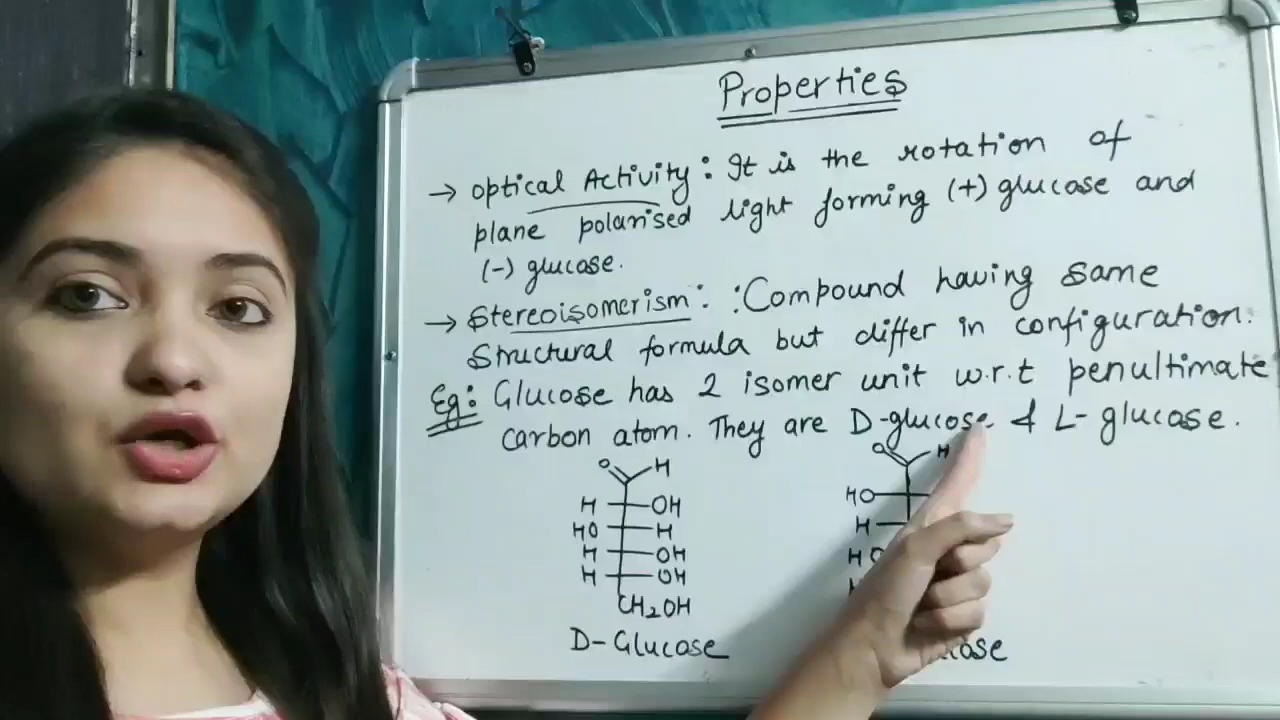 Properties
→ Optical Activity: It is the rotation of
plane polarised light forming (+) glucose and
(-) glucose.
→ Stereoisomerism: :Compound having same
Structural formula but differ in configuration.
Eg: Glucose has 2 isomer unit w.r.t penultimate
carbon atom. They are D-glucose & L-glucose.
O H O H
H OH HO
HO H H
H OH HO
H OH H
CH2OH
D-Glucose